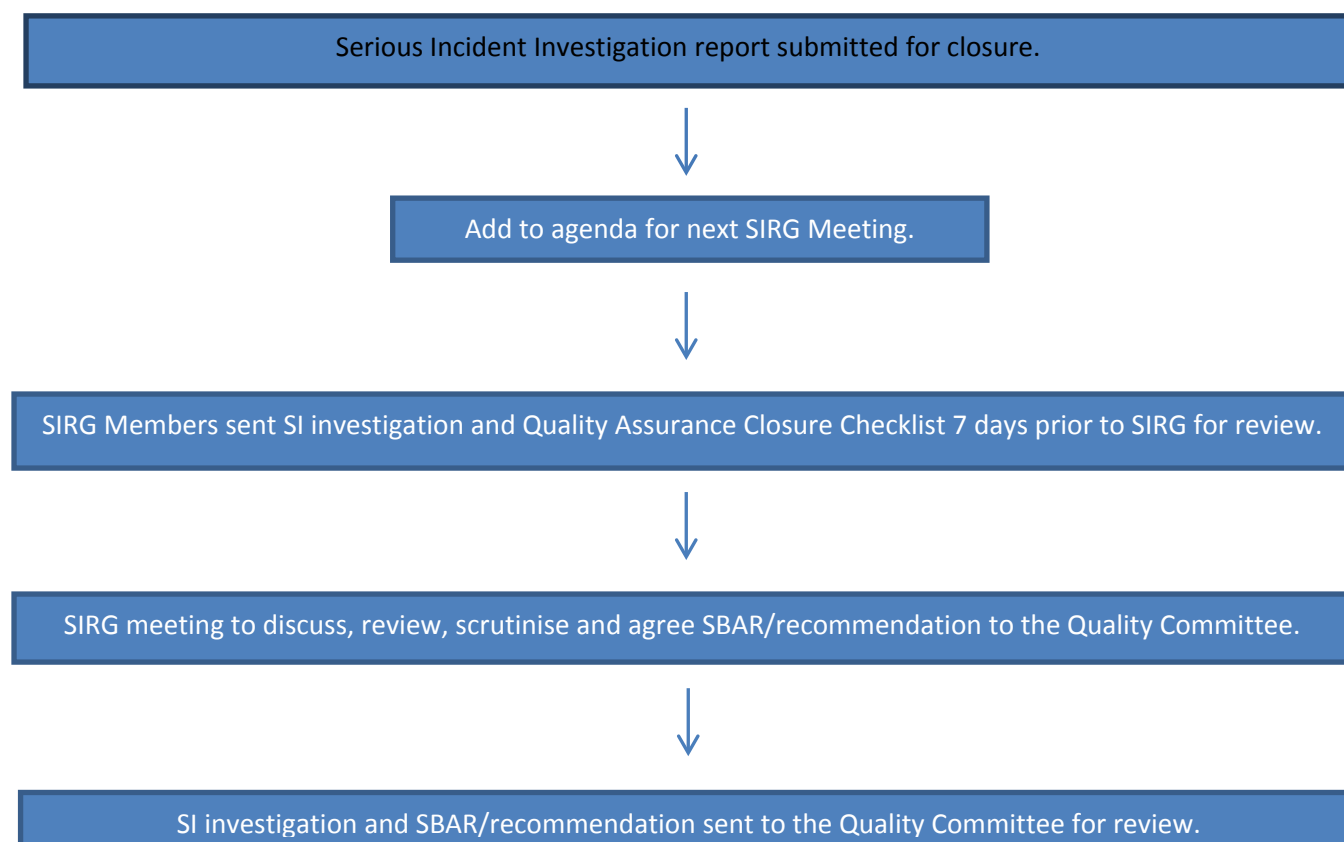 Serious Incident Investigation report submitted for closure.
Add to agenda for next SIRG Meeting.
SIRG Members sent SI investigation and Quality Assurance Closure Checklist 7 days prior to SIRG for review.
SIRG meeting to discuss, review, scrutinise and agree SBAR/recommendation to the Quality Committee.
SI investigation and SBAR/recommendation sent to the Quality Committee for review.